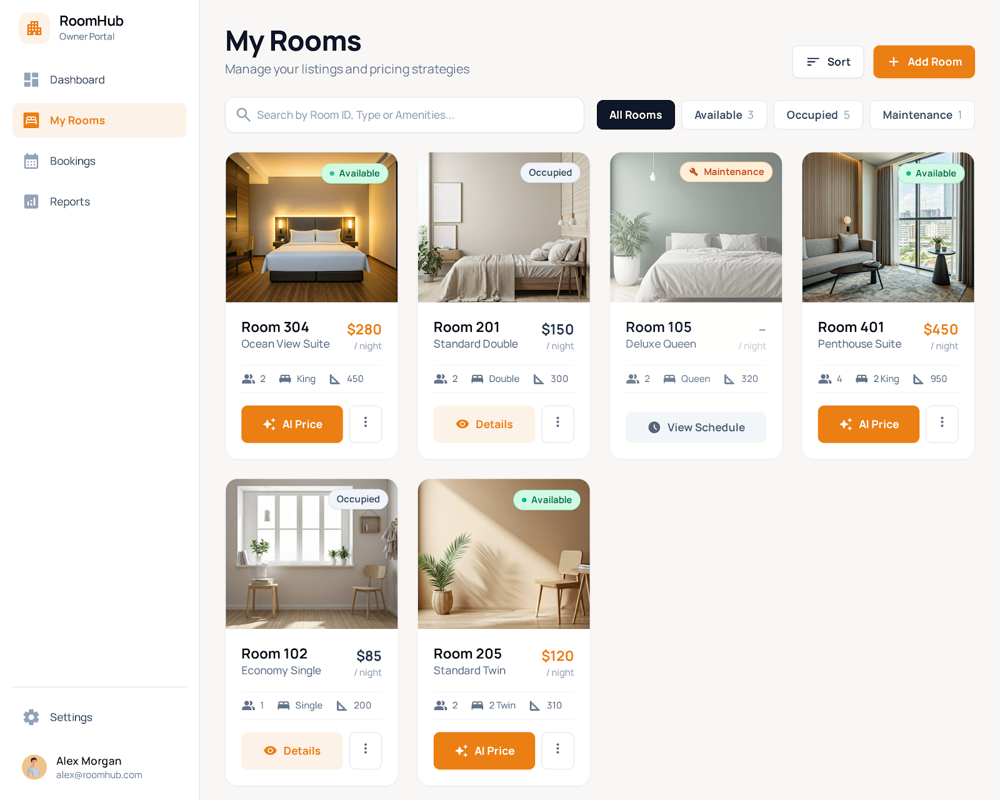 RoomHub
Owner Portal
Dashboard
My Rooms
Bookings
Reports
Settings
Alex Morgan
alex@roomhub.com
My Rooms
Manage your listings and pricing strategies
Sort
Add Room
Search by Room ID, Type or Amenities...
All Rooms
Available 3
Occupied 5
Maintenance 1
Available
Room 304
$280
Ocean View Suite
/ night
2 King 450
AI Price
Occupied
Room 201
$150
Standard Double
/ night
2 Double 300
Details
Maintenance
Room 105
–
Deluxe Queen
/ night
2 Queen 320
View Schedule
Available
Room 401
$450
Penthouse Suite
/ night
4 2 King 950
AI Price
Occupied
Room 102
$85
Economy Single
/ night
1 Single 200
Details
Available
Room 205
$120
Standard Twin
/ night
2 2 Twin 310
AI Price